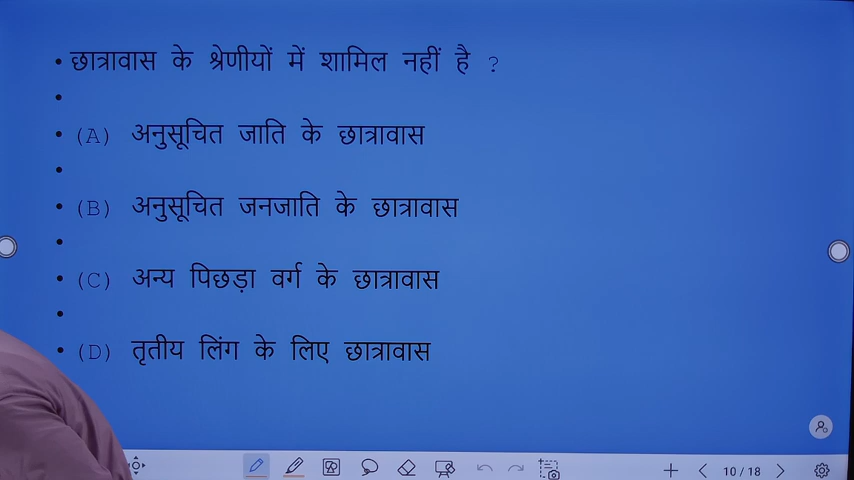 • छात्रावास के श्रेणीयों में शामिल नहीं है ?
•
• (A) अनुसूचित जाति के छात्रावास
•
• (B) अनुसूचित जनजाति के छात्रावास
•
• (C) अन्य पिछड़ा वर्ग के छात्रावास
•
• (D) तृतीय लिंग के लिए छात्रावास
10/18